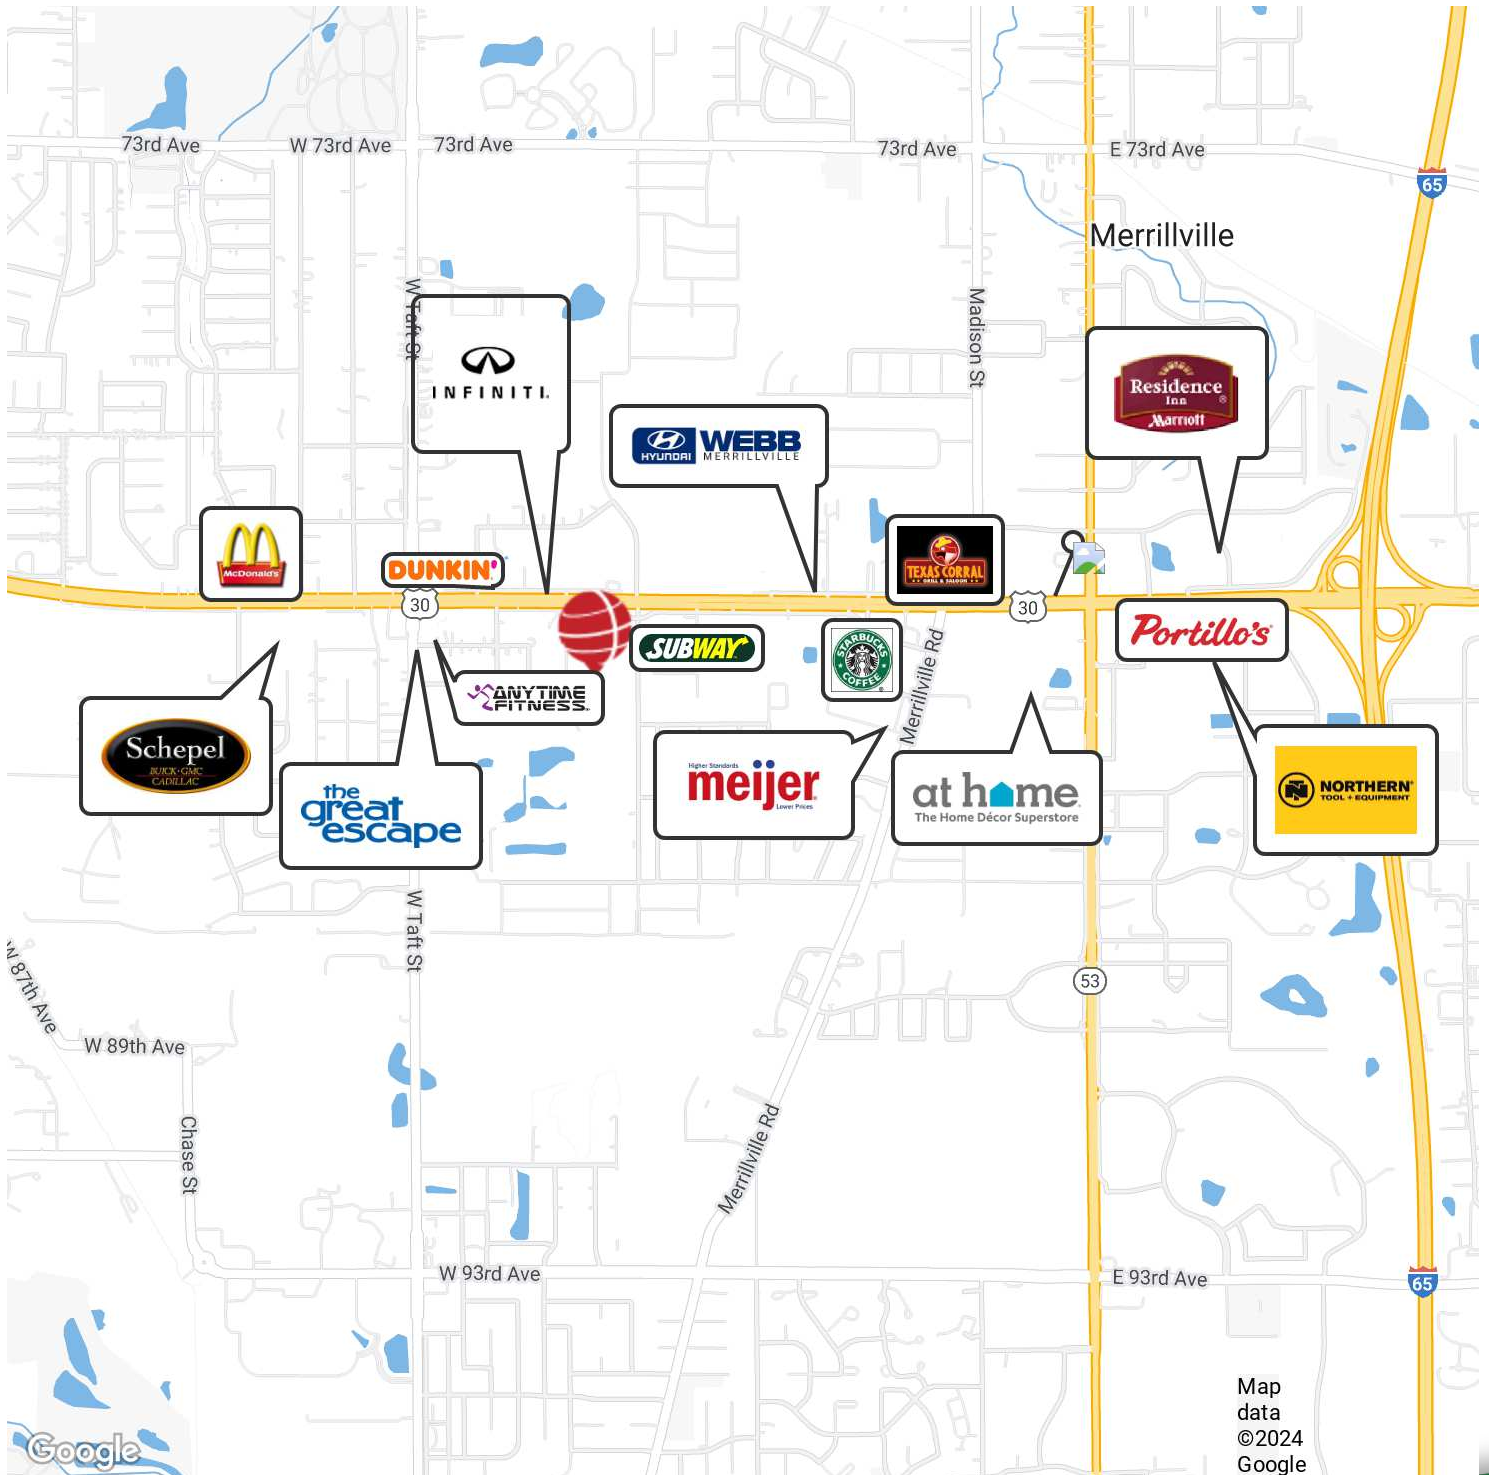 73rd Ave
W 73rd Ave
73rd Ave
73rd Ave
E 73rd Ave
65
Merrillville
W Taft St
Madison St
INFINITI
Residence
Inn
Marriott
HYUNDAI
WEBB
MERRILLVILLE
McDonald's
DUNKIN'
TEXAS CORRAL
GRILL & SALOON
30
30
SUBWAY
STARBUCKS
COFFEE
Portillo's
Merrillville Rd
ANYTIME
FITNESS
Schepel
BUICK·GMC
CADILLAC
the
great
escape
Higher Standards
meijer
Lower Prices
at home
The Home Décor Superstore
NORTHERN
TOOL + EQUIPMENT
W Taft St
W 87th Ave
53
W 89th Ave
Chase St
Merrillville Rd
W 93rd Ave
E 93rd Ave
65
Map
data
©2024
Google
Google